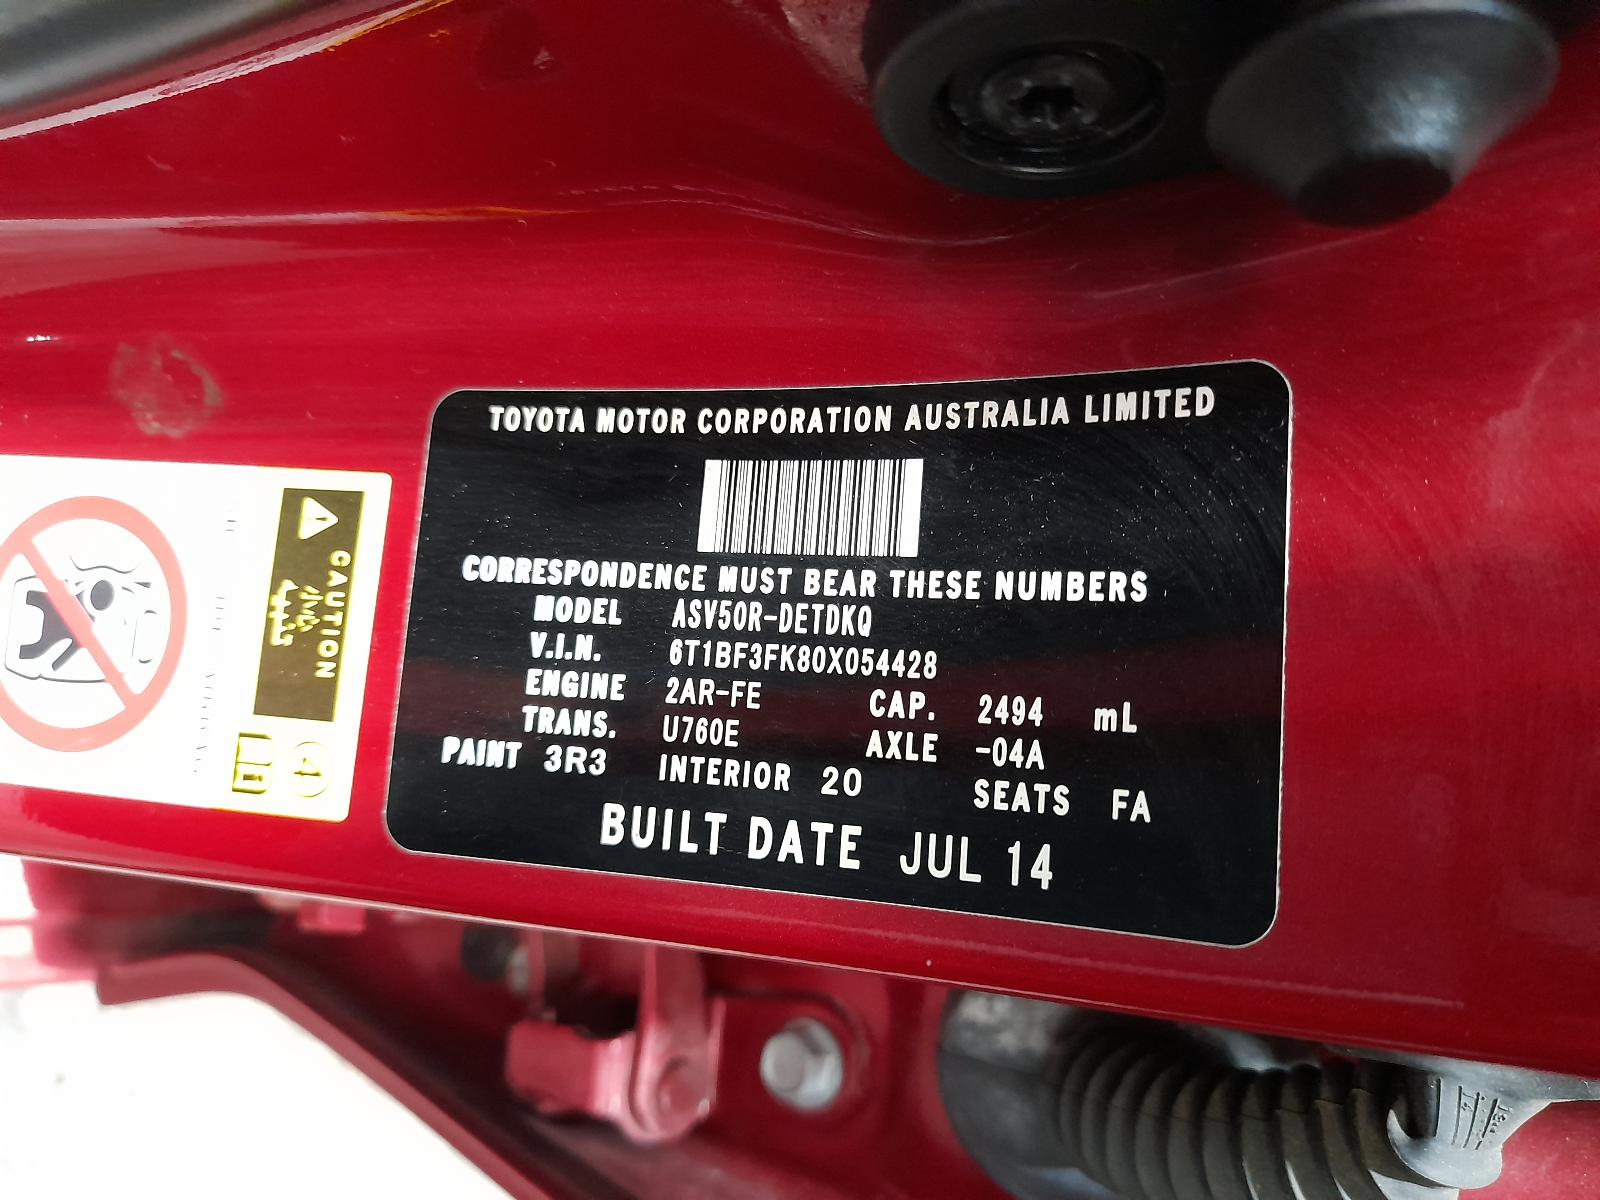 TOYOTA MOTOR CORPORATION AUSTRALIA LIMITED
CORRESPONDENCE MUST BEAR THESE NUMBERS
MODEL ASV50R-DETDKQ
V.I.N. 6T1BF3FK80X054428
ENGINE 2AR-FE CAP. 2494 mL
TRANS. U760E AXLE -04A
PAINT 3R3 INTERIOR 20 SEATS FA
BUILT DATE JUL 14
CAUTION